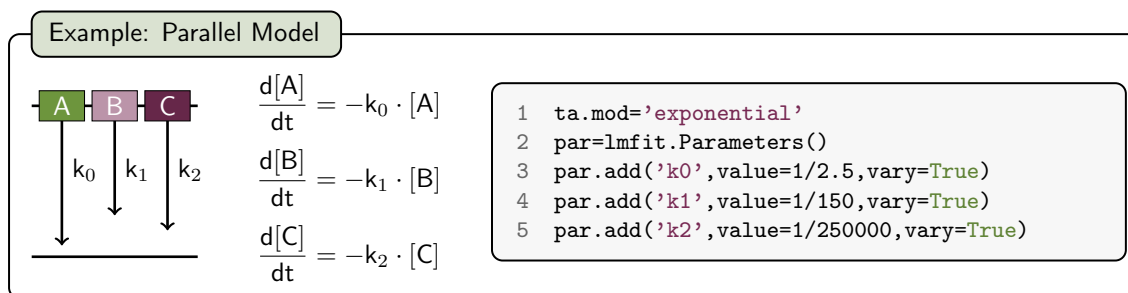 Example: Parallel Model
A B C
k₀ k₁ k₂
d[A]/dt = −k₀ · [A]
d[B]/dt = −k₁ · [B]
d[C]/dt = −k₂ · [C]
1 ta.mod='exponential'
2 par=lmfit.Parameters()
3 par.add('k0',value=1/2.5,vary=True)
4 par.add('k1',value=1/150,vary=True)
5 par.add('k2',value=1/250000,vary=True)